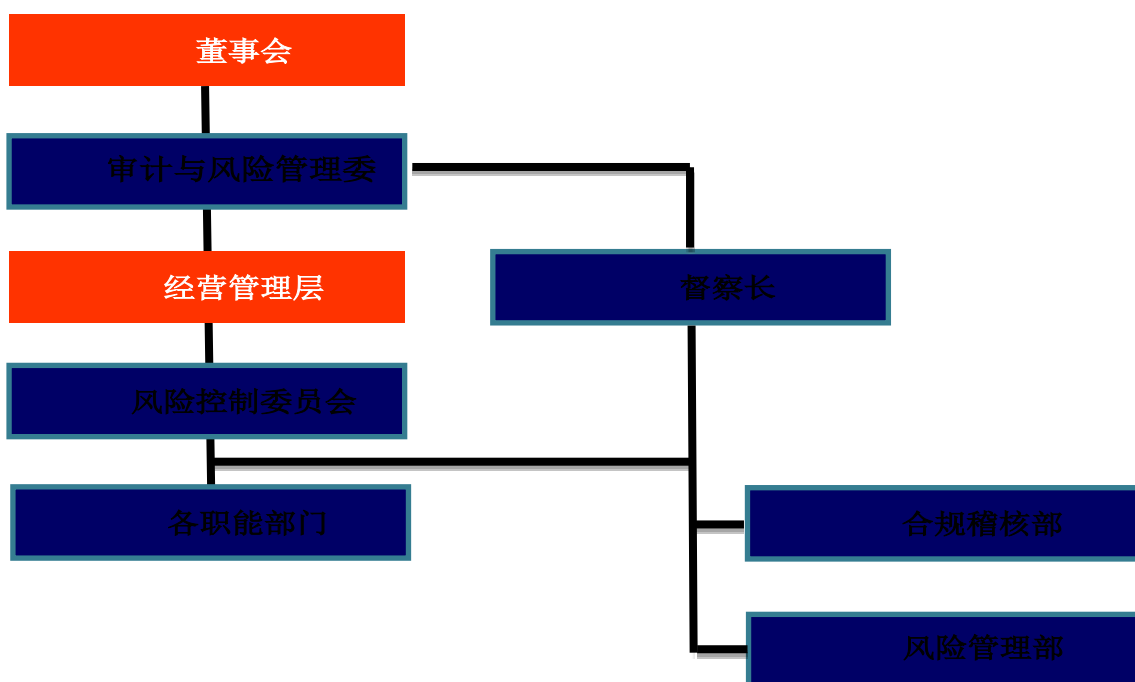 董事会
审计与风险管理委
经营管理层
督察长
风险控制委员会
各职能部门
合规稽核部
风险管理部